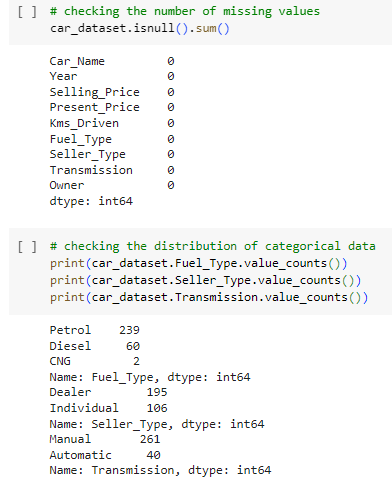 [ ] # checking the number of missing values
car_dataset.isnull().sum()
Car_Name 0
Year 0
Selling_Price 0
Present_Price 0
Kms_Driven 0
Fuel_Type 0
Seller_Type 0
Transmission 0
Owner 0
dtype: int64
[ ] # checking the distribution of categorical data
print(car_dataset.Fuel_Type.value_counts())
print(car_dataset.Seller_Type.value_counts())
print(car_dataset.Transmission.value_counts())
Petrol 239
Diesel 60
CNG 2
Name: Fuel_Type, dtype: int64
Dealer 195
Individual 106
Name: Seller_Type, dtype: int64
Manual 261
Automatic 40
Name: Transmission, dtype: int64